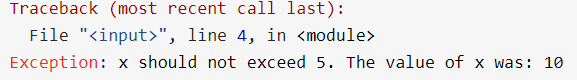 Traceback (most recent call last):
  File "<input>", line 4, in <module>
Exception: x should not exceed 5. The value of x was: 10